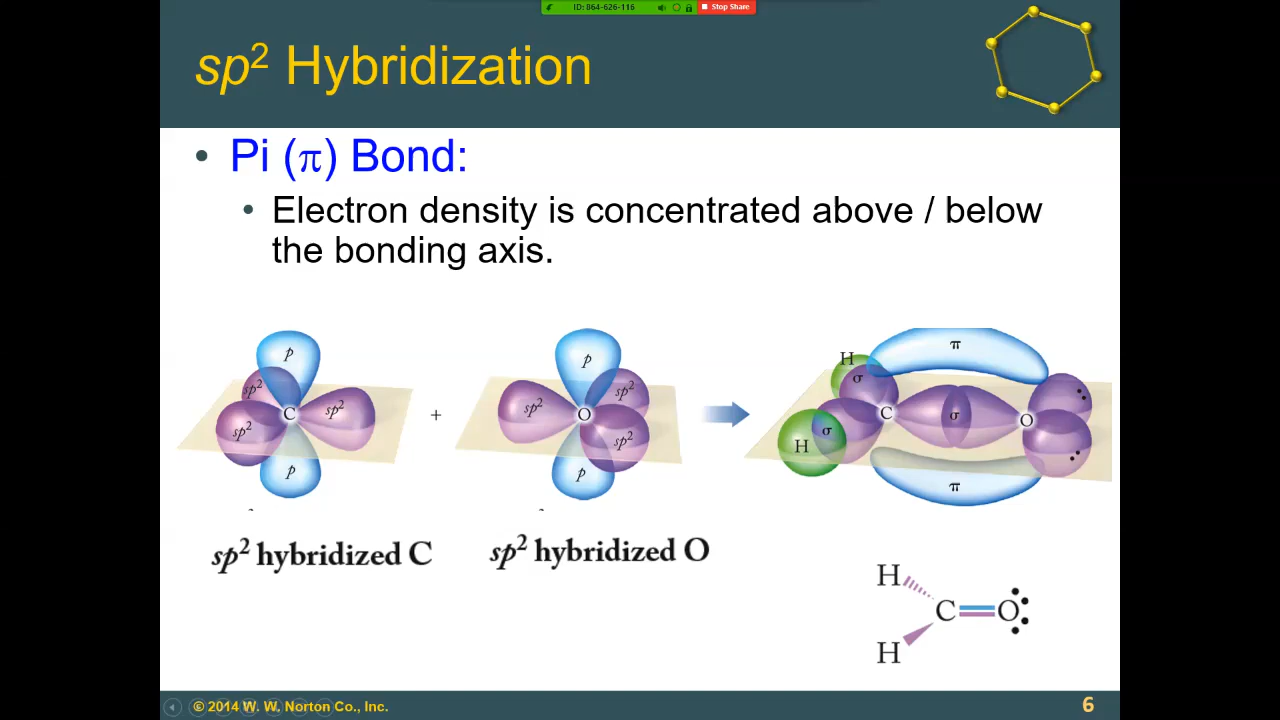 ID: 864-626-116 Stop Share
sp² Hybridization
• Pi (π) Bond:
• Electron density is concentrated above / below
the bonding axis.
p
sp²
C
sp²
sp²
p
+
p
sp²
sp²
O
sp²
p
H
π
σ
C
σ
O
σ
H
π
sp² hybridized C
sp² hybridized O
H
C=O
H
© 2014 W. W. Norton Co., Inc.
6